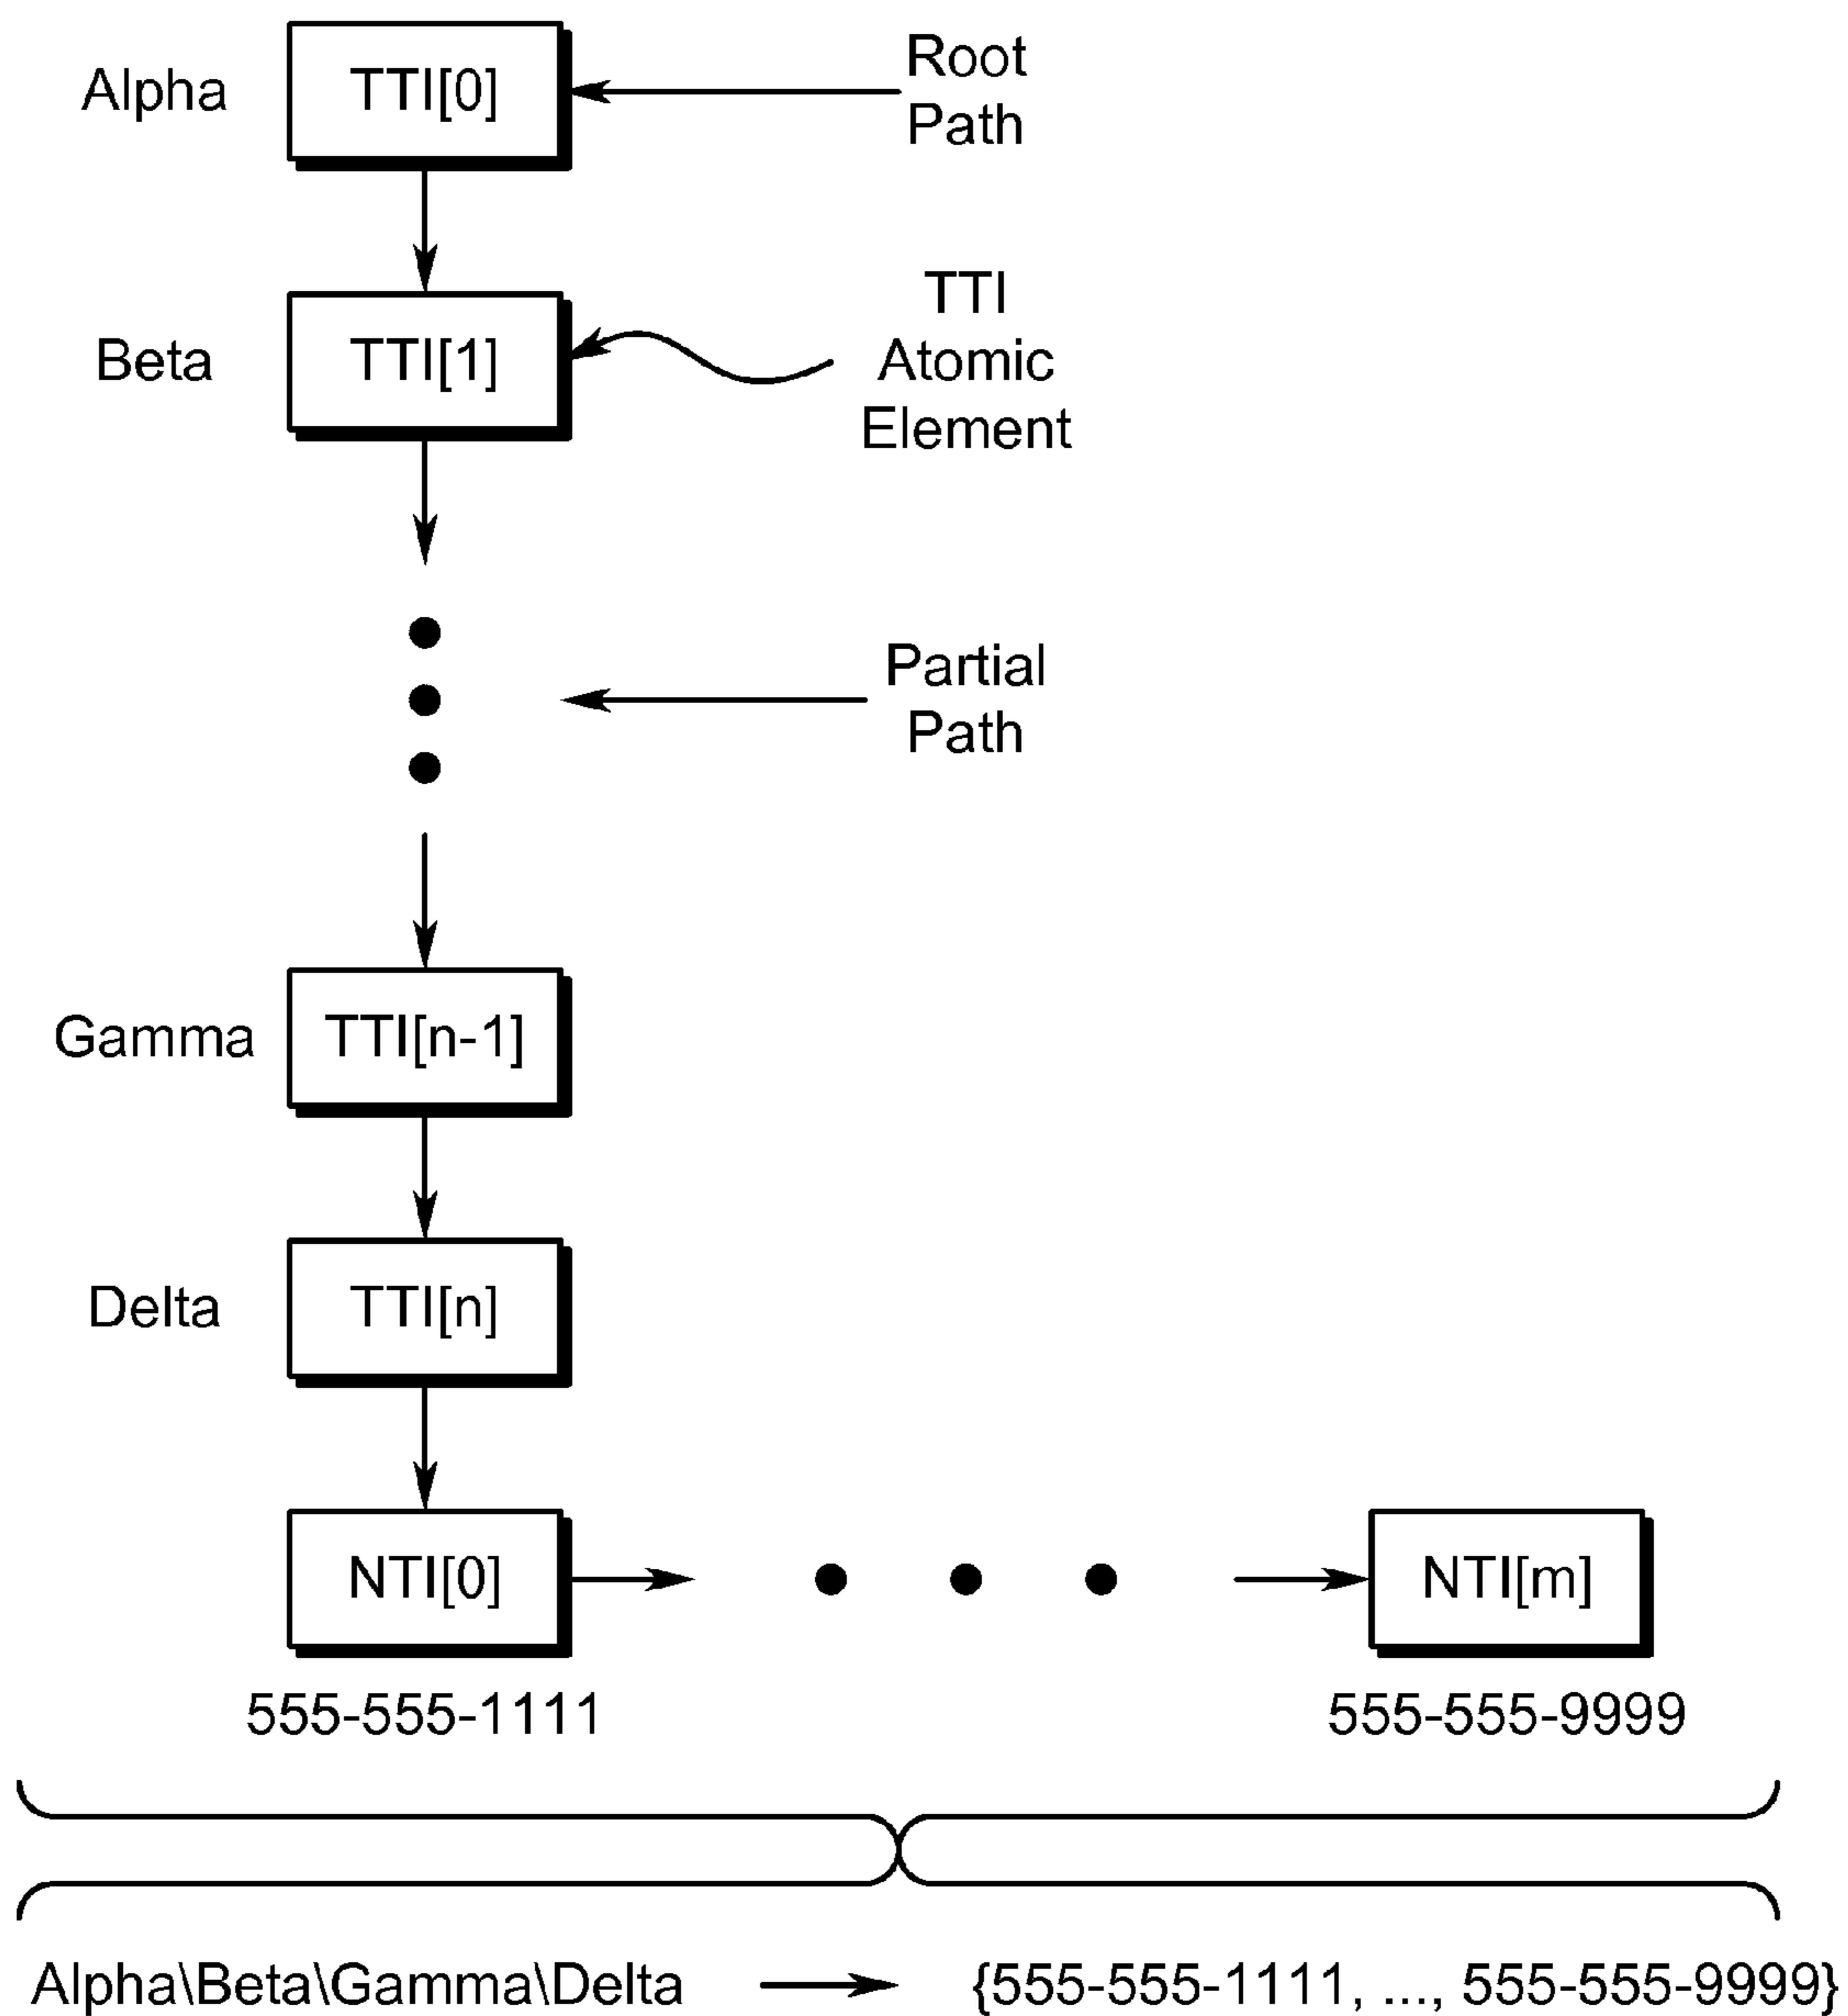 Alpha
TTI[0]
Root
Path
Beta
TTI[1]
TTI
Atomic
Element
Partial
Path
Gamma
TTI[n-1]
Delta
TTI[n]
NTI[0]
NTI[m]
555-555-1111
555-555-9999
Alpha\Beta\Gamma\Delta
{555-555-1111, ..., 555-555-9999}